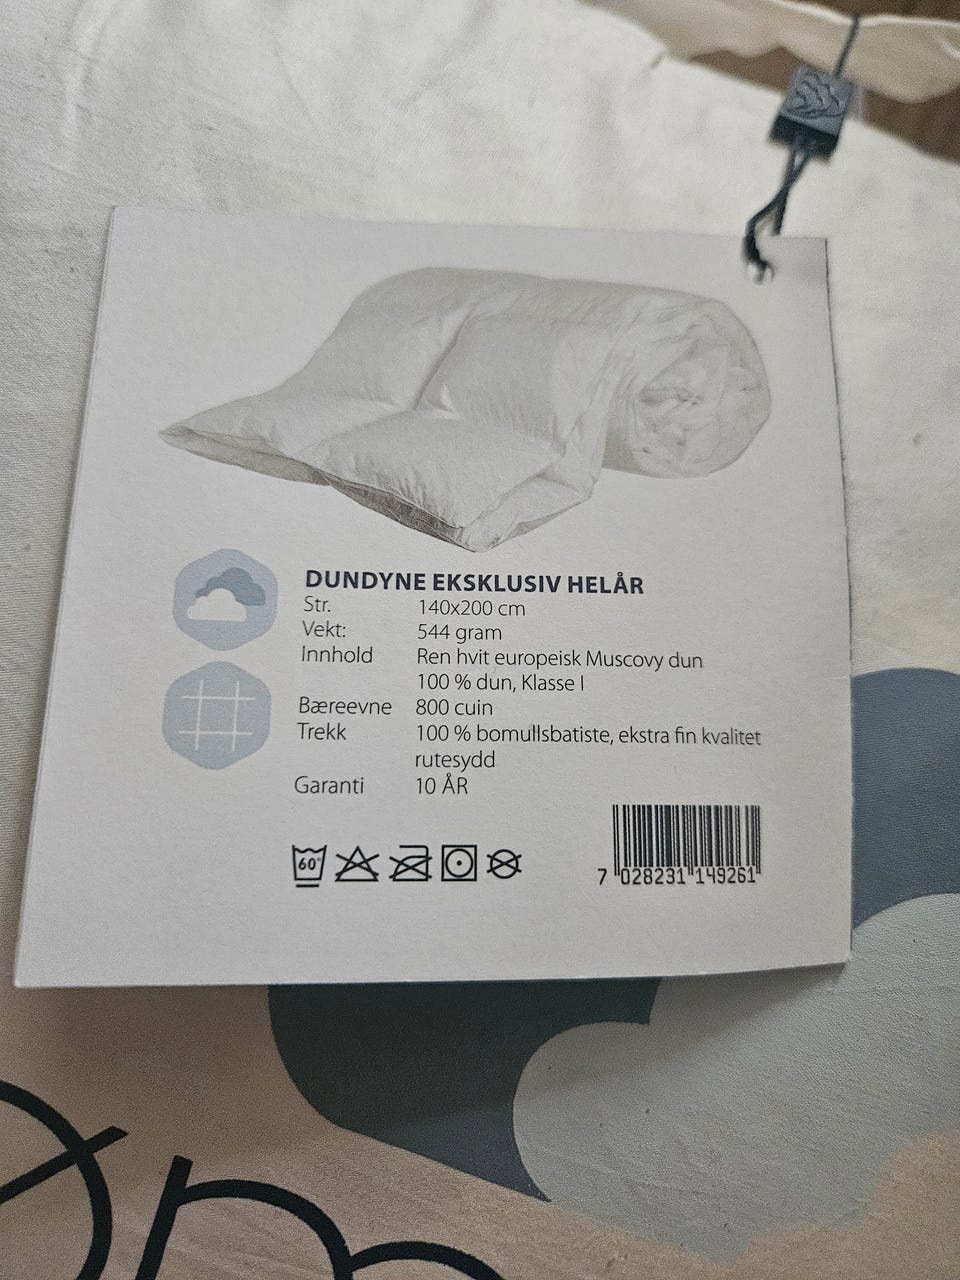 DUNDYNE EKSKLUSIV HELÅR
Str. 140x200 cm
Vekt: 544 gram
Innhold Ren hvit europeisk Muscovy dun
100 % dun, Klasse I
Bæreevne 800 cuin
Trekk 100 % bomullsbatiste, ekstra fin kvalitet
rutesydd
Garanti 10 ÅR
60°
7 028231 149261